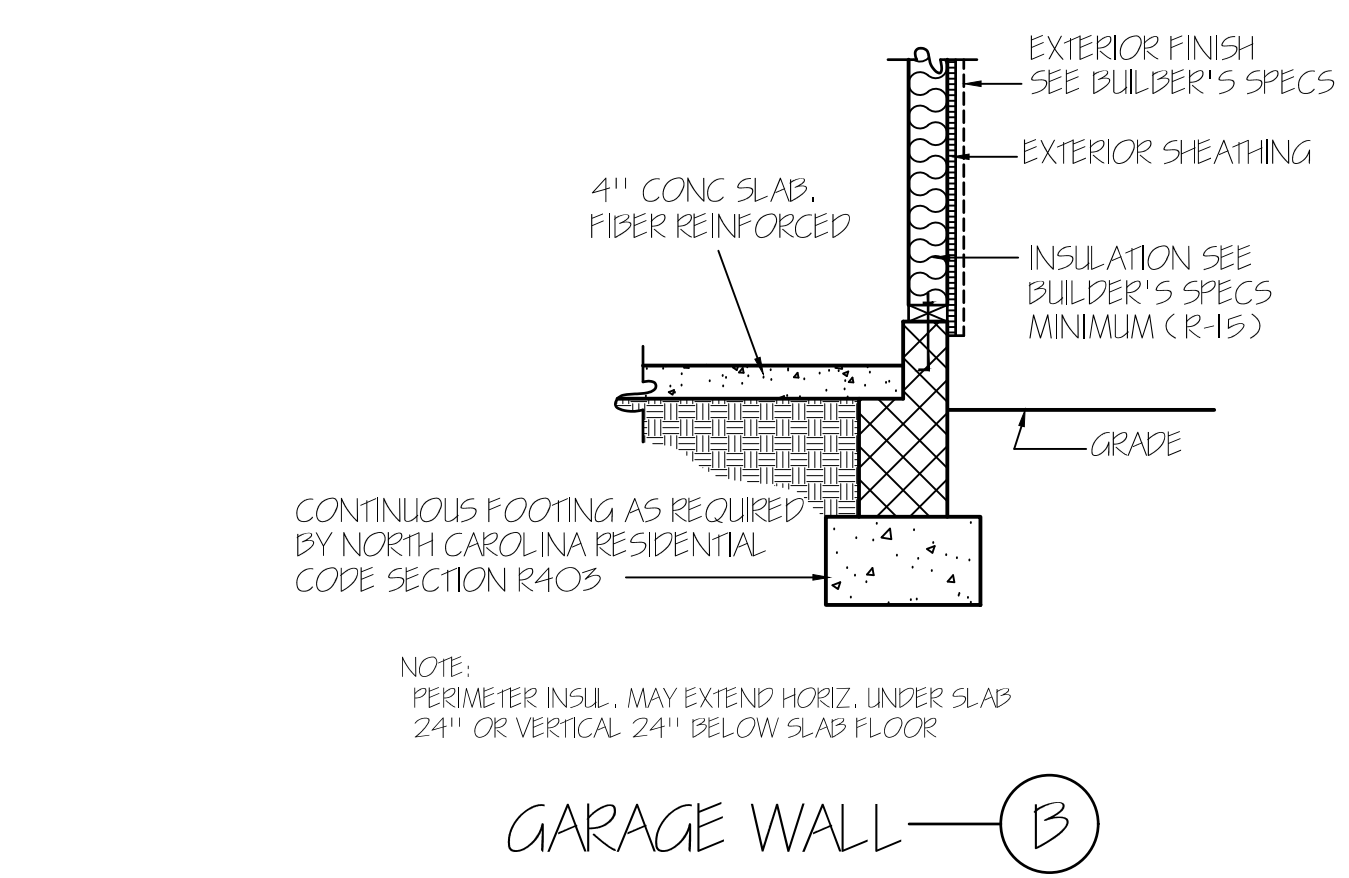 EXTERIOR FINISH
SEE BUILBER'S SPECS
EXTERIOR SHEATHING
4" CONC SLAB.
FIBER REINFORCED
INSULATION SEE
BUILDER'S SPECS
MINIMUM (R-15)
GRADE
CONTINUOUS FOOTING AS REQUIRED
BY NORTH CAROLINA RESIDENTIAL
CODE SECTION R403
NOTE:
PERIMETER INSUL. MAY EXTEND HORIZ. UNDER SLAB
24" OR VERTICAL 24" BELOW SLAB FLOOR
GARAGE WALL B